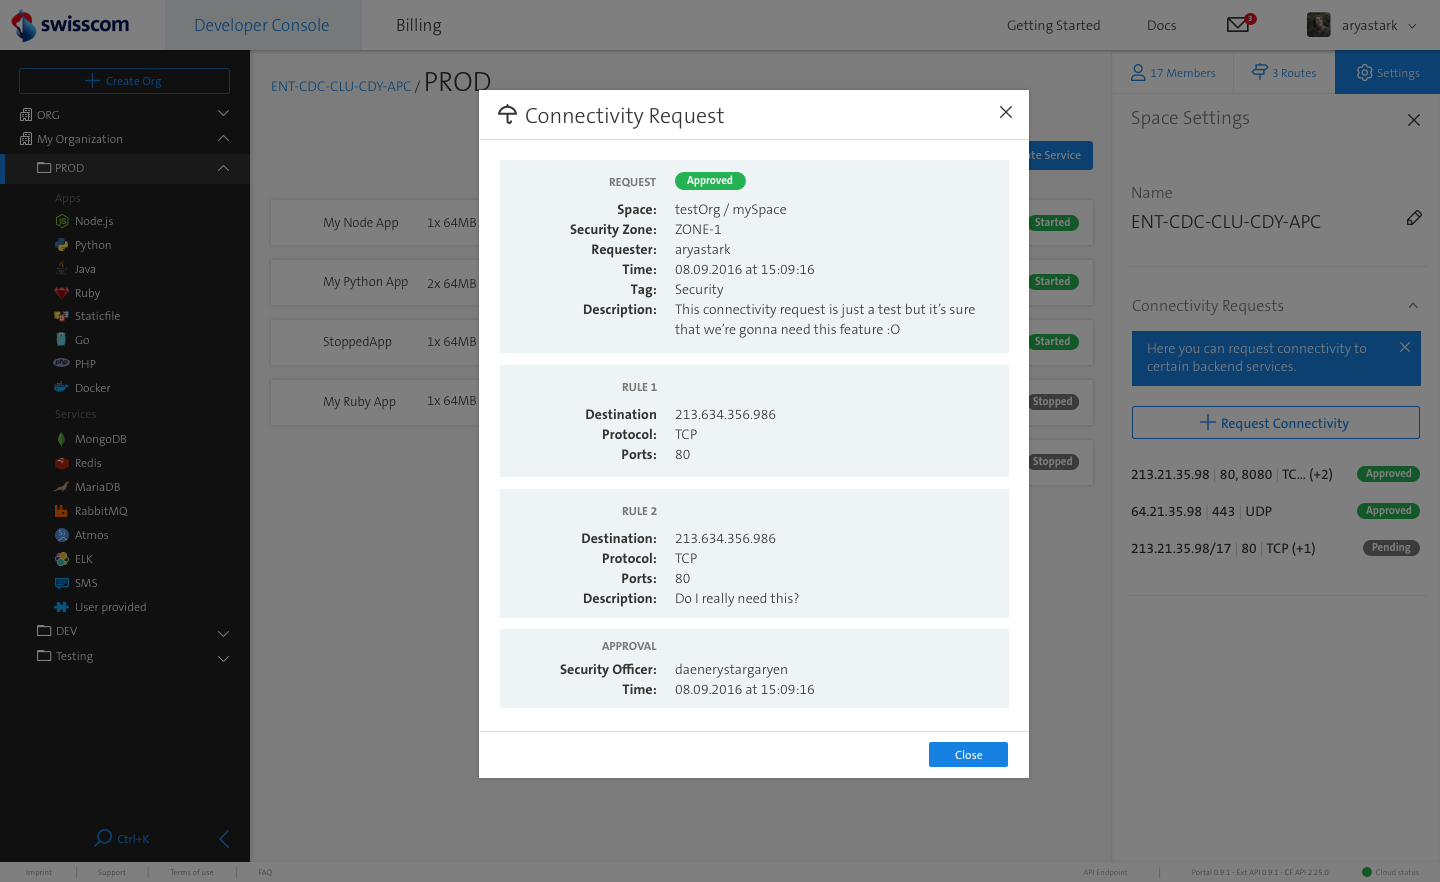 swisscom
Developer Console
Billing
Getting Started
Docs
3
aryastark
Create Org
ORG
My Organization
PROD
Apps
Node.js
Python
Java
Ruby
Staticfile
Go
PHP
Docker
Services
MongoDB
Redis
MariaDB
RabbitMQ
Atmos
ELK
SMS
User provided
DEV
Testing
Ctrl+K
ENT-CDC-CLU-CDY-APC / PROD
te Service
My Node App 1x 64MB Started
My Python App 2x 64MB Started
StoppedApp 1x 64MB Started
My Ruby App 1x 64MB Stopped
Stopped
Connectivity Request
REQUEST Approved
Space: testOrg / mySpace
Security Zone: ZONE-1
Requester: aryastark
Time: 08.09.2016 at 15:09:16
Tag: Security
Description: This connectivity request is just a test but it's sure
that we're gonna need this feature :O
RULE 1
Destination 213.634.356.986
Protocol: TCP
Ports: 80
RULE 2
Destination: 213.634.356.986
Protocol: TCP
Ports: 80
Description: Do I really need this?
APPROVAL
Security Officer: daenerystargaryen
Time: 08.09.2016 at 15:09:16
Close
17 Members
3 Routes
Settings
Space Settings
Name
ENT-CDC-CLU-CDY-APC
Connectivity Requests
Here you can request connectivity to
certain backend services.
Request Connectivity
213.21.35.98 | 80, 8080 | TC... (+2) Approved
64.21.35.98 | 443 | UDP Approved
213.21.35.98/17 | 80 | TCP (+1) Pending
Imprint | Support | Terms of use | FAQ
API Endpoint | Portal 0.9.1 - Ext API 0.9.1 - CF API 2.25.0 Cloud status